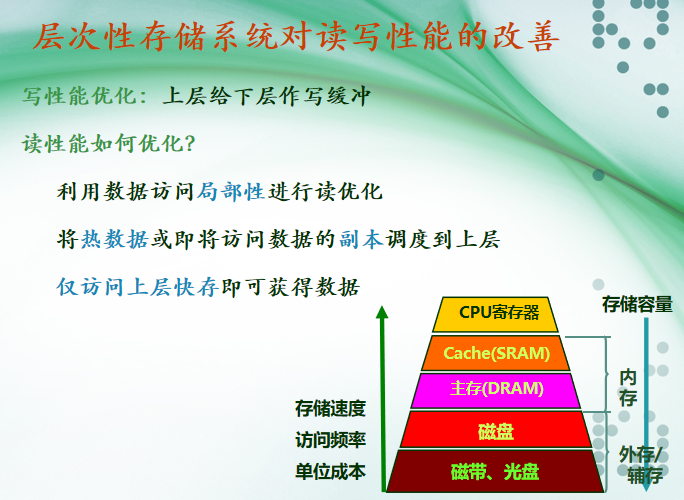 层次性存储系统对读写性能的改善
写性能优化：上层给下层作写缓冲
读性能如何优化?
利用数据访问局部性进行读优化
将热数据或即将访问数据的副本调度到上层
仅访问上层快存即可获得数据
存储容量
CPU寄存器
Cache(SRAM)
主存(DRAM)
内
存
磁盘
磁带、光盘
外存/
辅存
存储速度
访问频率
单位成本